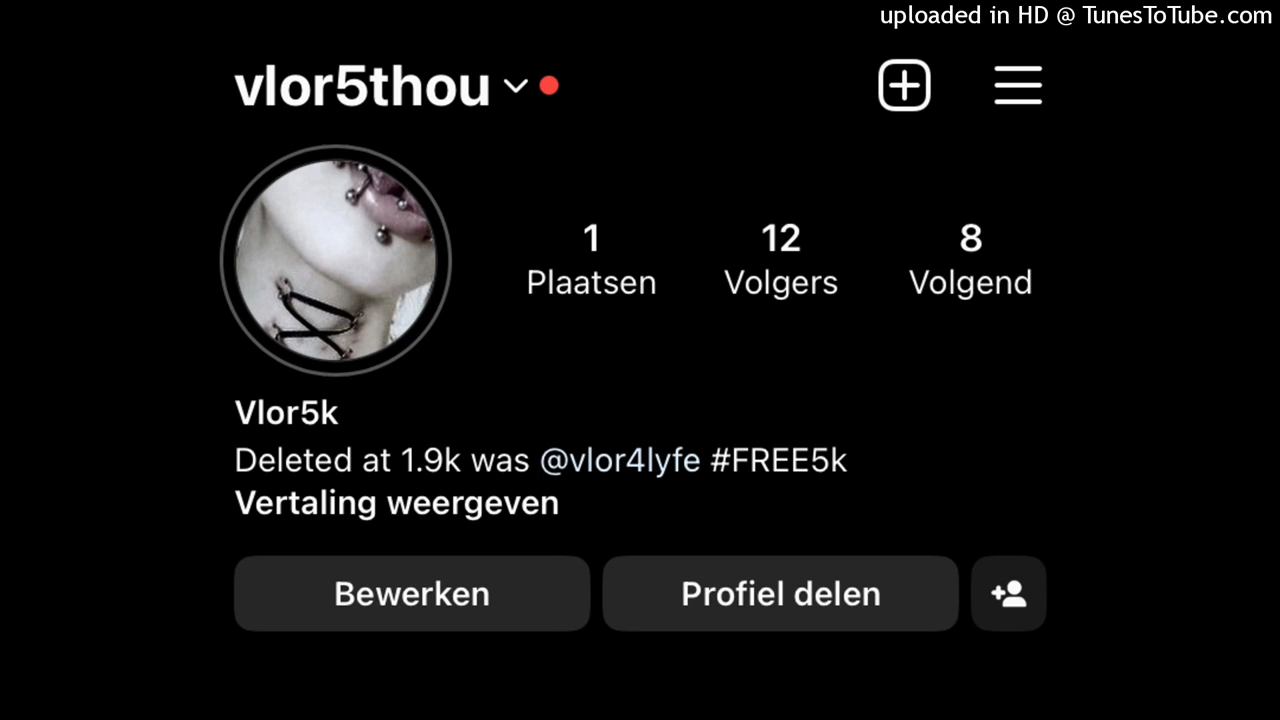 uploaded in HD @ TunesToTube.com
vlor5thou
1 12 8
Plaatsen Volgers Volgend
Vlor5k
Deleted at 1.9k was @vlor4lyfe #FREE5k
Vertaling weergeven
Bewerken Profiel delen